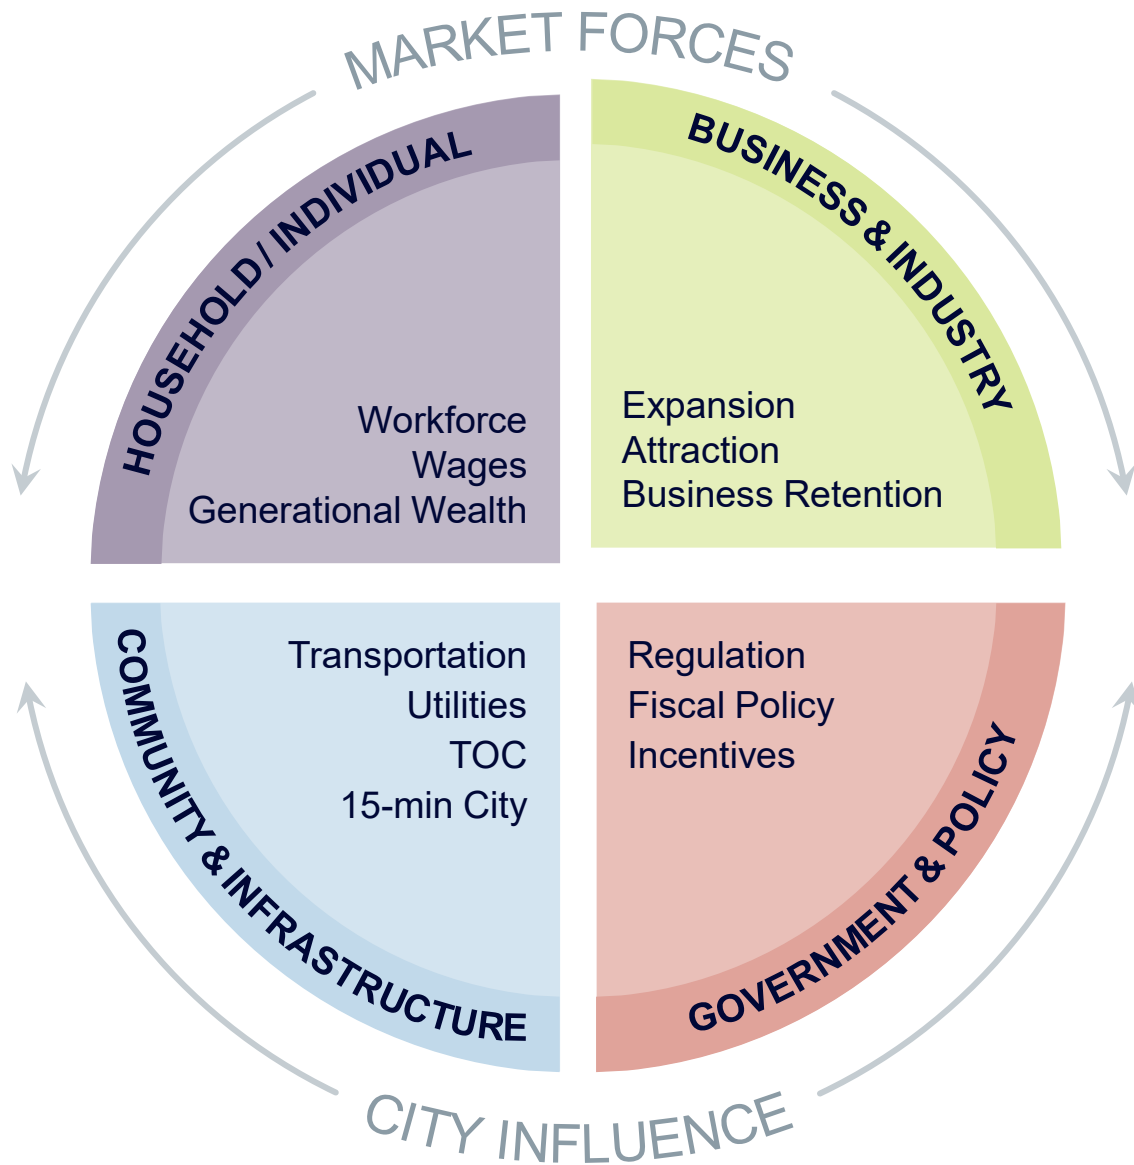 MARKET FORCES
HOUSEHOLD / INDIVIDUAL
Workforce
Wages
Generational Wealth
BUSINESS & INDUSTRY
Expansion
Attraction
Business Retention
COMMUNITY & INFRASTRUCTURE
Transportation
Utilities
TOC
15-min City
GOVERNMENT & POLICY
Regulation
Fiscal Policy
Incentives
CITY INFLUENCE